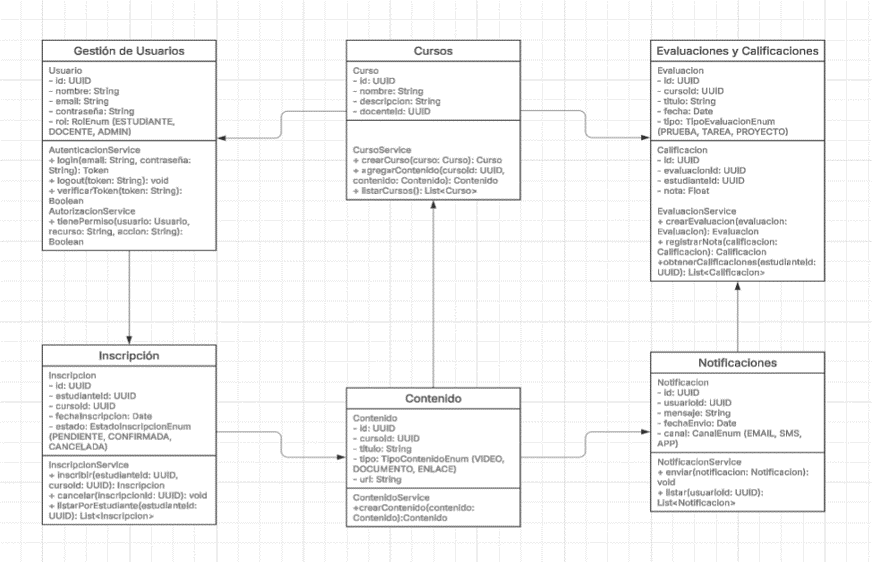 Gestión de Usuarios
Usuario
- id: UUID
- nombre: String
- email: String
- contraseña: String
- rol: RolEnum (ESTUDIANTE,
DOCENTE, ADMIN)
AutenticacionService
+ login(email: String, contraseña:
String): Token
+ logout(token: String): void
+ verificarToken(token: String):
Boolean
AutorizacionService
+ tienePermiso(usuario: Usuario,
recurso: String, accion: String):
Boolean
Cursos
Curso
- id: UUID
- nombre: String
- descripcion: String
- docenteId: UUID
CursoService
+ crearCurso(curso: Curso): Curso
+ agregarContenido(cursoId: UUID,
contenido: Contenido): Contenido
+ listarCursos(): List<Curso>
Evaluaciones y Calificaciones
Evaluacion
- id: UUID
- cursoId: UUID
- titulo: String
- fecha: Date
- tipo: TipoEvaluacionEnum
(PRUEBA, TAREA, PROYECTO)
Calificacion
- id: UUID
- evaluacionId: UUID
- estudianteId: UUID
- nota: Float
EvaluacionService
+ crearEvaluacion(evaluacion:
Evaluacion): Evaluacion
+ registrarNota(calificacion:
Calificacion): Calificacion
+obtenerCalificaciones(estudianteId:
UUID): List<Calificacion>
Inscripción
Inscripcion
- id: UUID
- estudianteId: UUID
- cursoId: UUID
- fechaInscripcion: Date
- estado: EstadoInscripcionEnum
(PENDIENTE, CONFIRMADA,
CANCELADA)
InscripcionService
+ inscribir(estudianteId: UUID,
cursoId: UUID): Inscripcion
+ cancelar(inscripcionId: UUID): void
+ listarPorEstudiante(estudianteId:
UUID): List<Inscripcion>
Contenido
Contenido
- id: UUID
- cursoId: UUID
- titulo: String
- tipo: TipoContenidoEnum (VIDEO,
DOCUMENTO, ENLACE)
- url: String
ContenidoService
+crearContenido(contenido:
Contenido):Contenido
Notificaciones
Notificacion
- id: UUID
- usuarioId: UUID
- mensaje: String
- fechaEnvio: Date
- canal: CanalEnum (EMAIL, SMS,
APP)
NotificacionService
+ enviar(notificacion: Notificacion):
void
+ listar(usuarioId: UUID):
List<Notificacion>